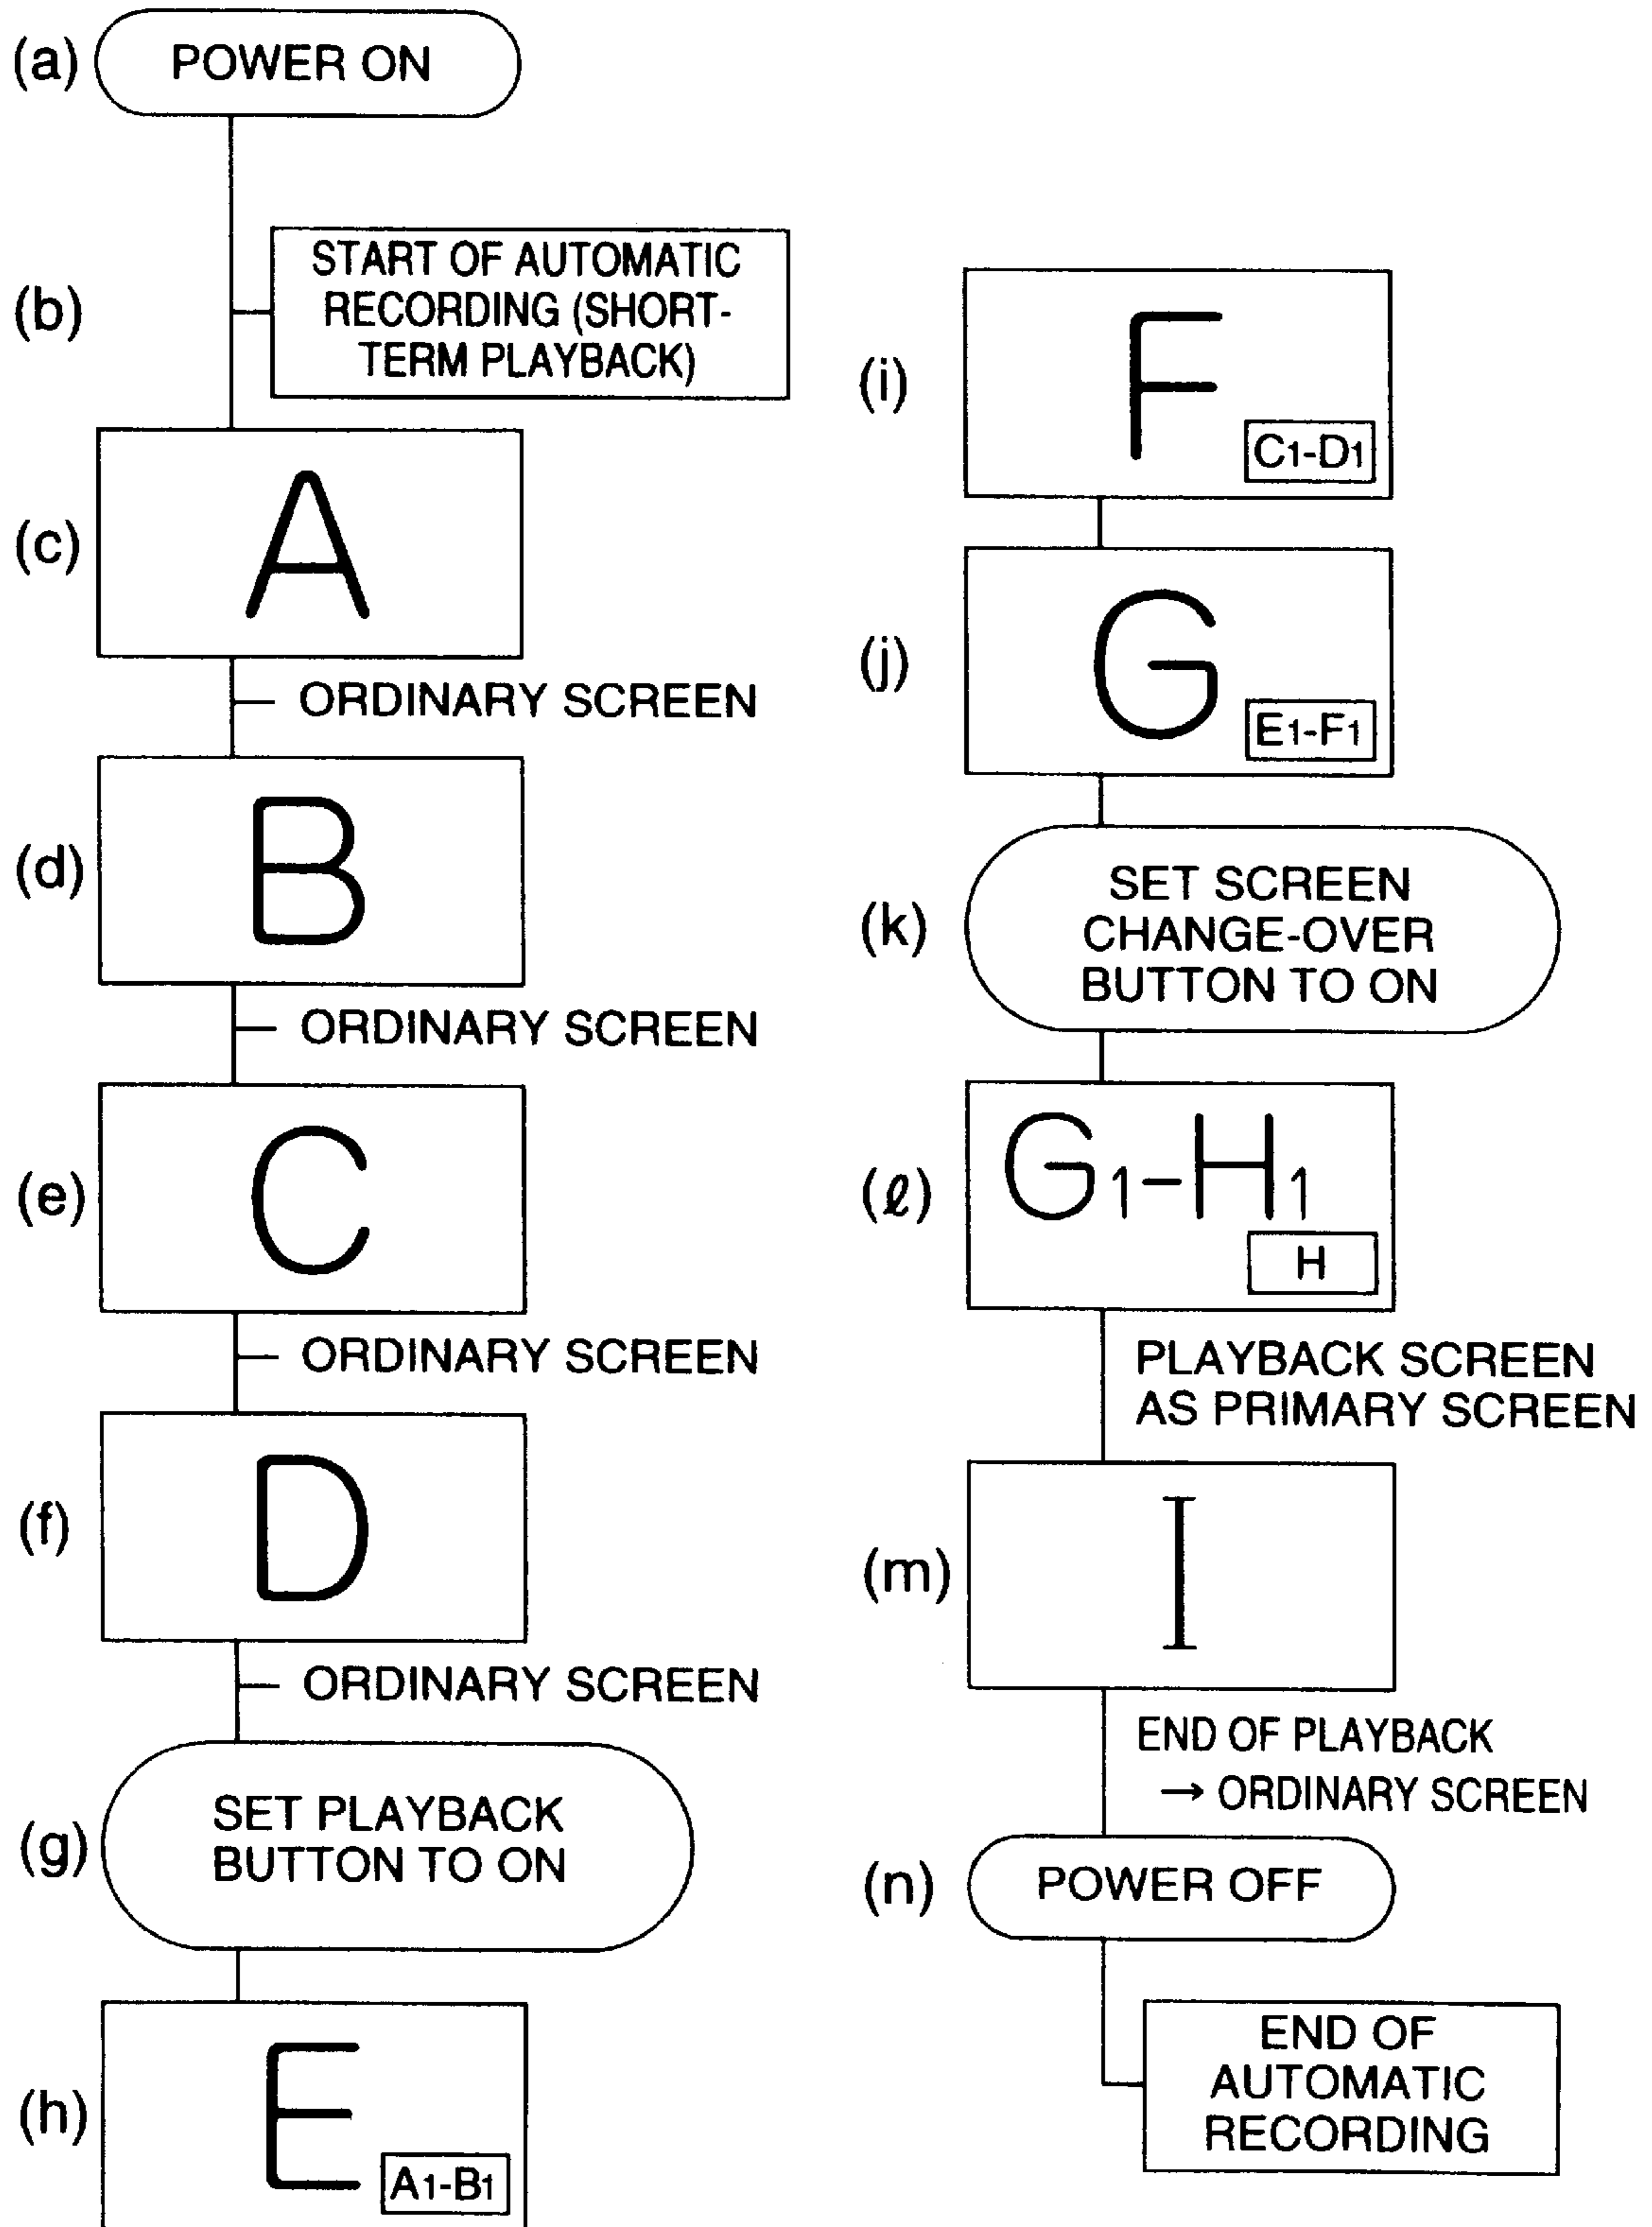 (a) POWER ON
(b) START OF AUTOMATIC
RECORDING (SHORT-
TERM PLAYBACK)
(c) A
ORDINARY SCREEN
(d) B
ORDINARY SCREEN
(e) C
ORDINARY SCREEN
(f) D
ORDINARY SCREEN
(g) SET PLAYBACK
BUTTON TO ON
(h) E
A1-B1
(i) F
C1-D1
(j) G
E1-F1
(k) SET SCREEN
CHANGE-OVER
BUTTON TO ON
(ℓ) G1-H1
H
PLAYBACK SCREEN
AS PRIMARY SCREEN
(m) I
END OF PLAYBACK
→ ORDINARY SCREEN
(n) POWER OFF
END OF
AUTOMATIC
RECORDING